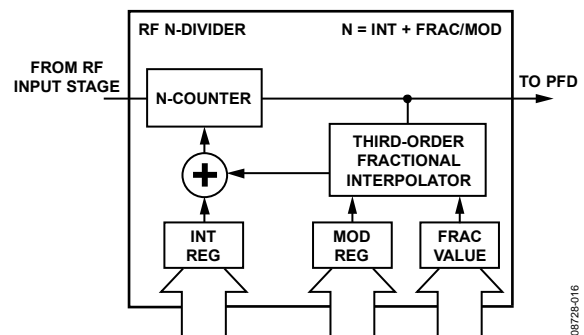 RF N-DIVIDER
N = INT + FRAC/MOD
FROM RF
INPUT STAGE
TO PFD
N-COUNTER
THIRD-ORDER
FRACTIONAL
INTERPOLATOR
+
INT
REG
MOD
REG
FRAC
VALUE
08728-016